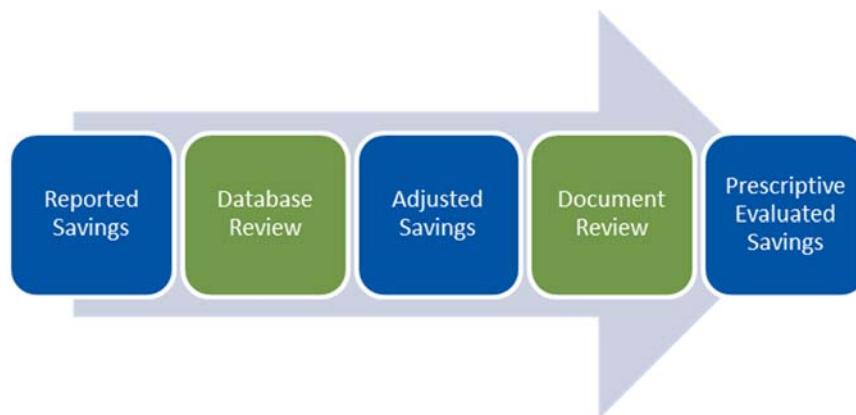 Reported
Savings
Database
Review
Adjusted
Savings
Document
Review
Prescriptive
Evaluated
Savings